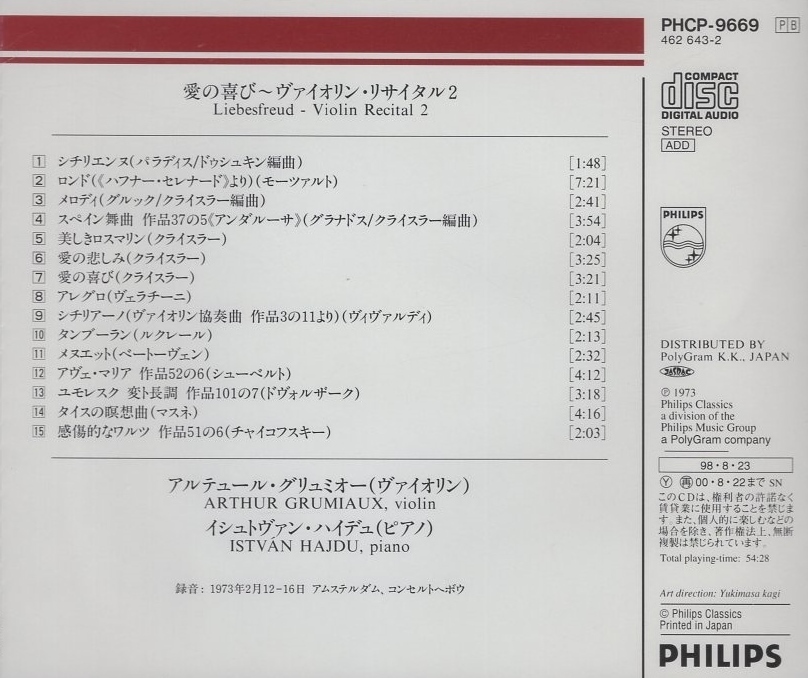 愛の喜び～ヴァイオリン・リサイタル2
Liebesfreud - Violin Recital 2
1 シチリエンヌ(パラディス/ドゥシュキン編曲) [1:48]
2 ロンド(《ハフナー・セレナード》より)(モーツァルト) [7:21]
3 メロディ(グルック/クライスラー編曲) [2:41]
4 スペイン舞曲 作品37の5《アンダルーサ》(グラナドス/クライスラー編曲) [3:54]
5 美しきロスマリン(クライスラー) [2:04]
6 愛の悲しみ(クライスラー) [3:25]
7 愛の喜び(クライスラー) [3:21]
8 アレグロ(ヴェラチーニ) [2:11]
9 シチリアーノ(ヴァイオリン協奏曲 作品3の11より)(ヴィヴァルディ) [2:45]
10 タンブーラン(ルクレール) [2:13]
11 メヌエット(ベートーヴェン) [2:32]
12 アヴェ・マリア 作品52の6(シューベルト) [4:12]
13 ユモレスク 変ト長調 作品101の7(ドヴォルザーク) [3:18]
14 タイスの瞑想曲(マスネ) [4:16]
15 感傷的なワルツ 作品51の6(チャイコフスキー) [2:03]
アルテュール・グリュミオー(ヴァイオリン)
ARTHUR GRUMIAUX, violin
イシュトヴァン・ハイデュ(ピアノ)
ISTVÁN HAJDU, piano
録音: 1973年2月12-16日 アムステルダム、コンセルトヘボウ
PHCP-9669 PB
462 643-2
COMPACT
disc
DIGITAL AUDIO
STEREO
ADD
PHILIPS
DISTRIBUTED BY
PolyGram K.K., JAPAN
JASRAC
℗ 1973
Philips Classics
a division of the
Philips Music Group
a PolyGram company
98・8・23
Ⓨ 再 00・8・22まで SN
このCDは、権利者の許諾なく
賃貸業に使用することを禁じま
す。また、個人的に楽しむなどの
場合を除き、著作権法上、無断
複製は禁じられています。
Total playing-time: 54:28
Art direction: Yukimasa kagi
© Philips Classics
Printed in Japan
PHILIPS